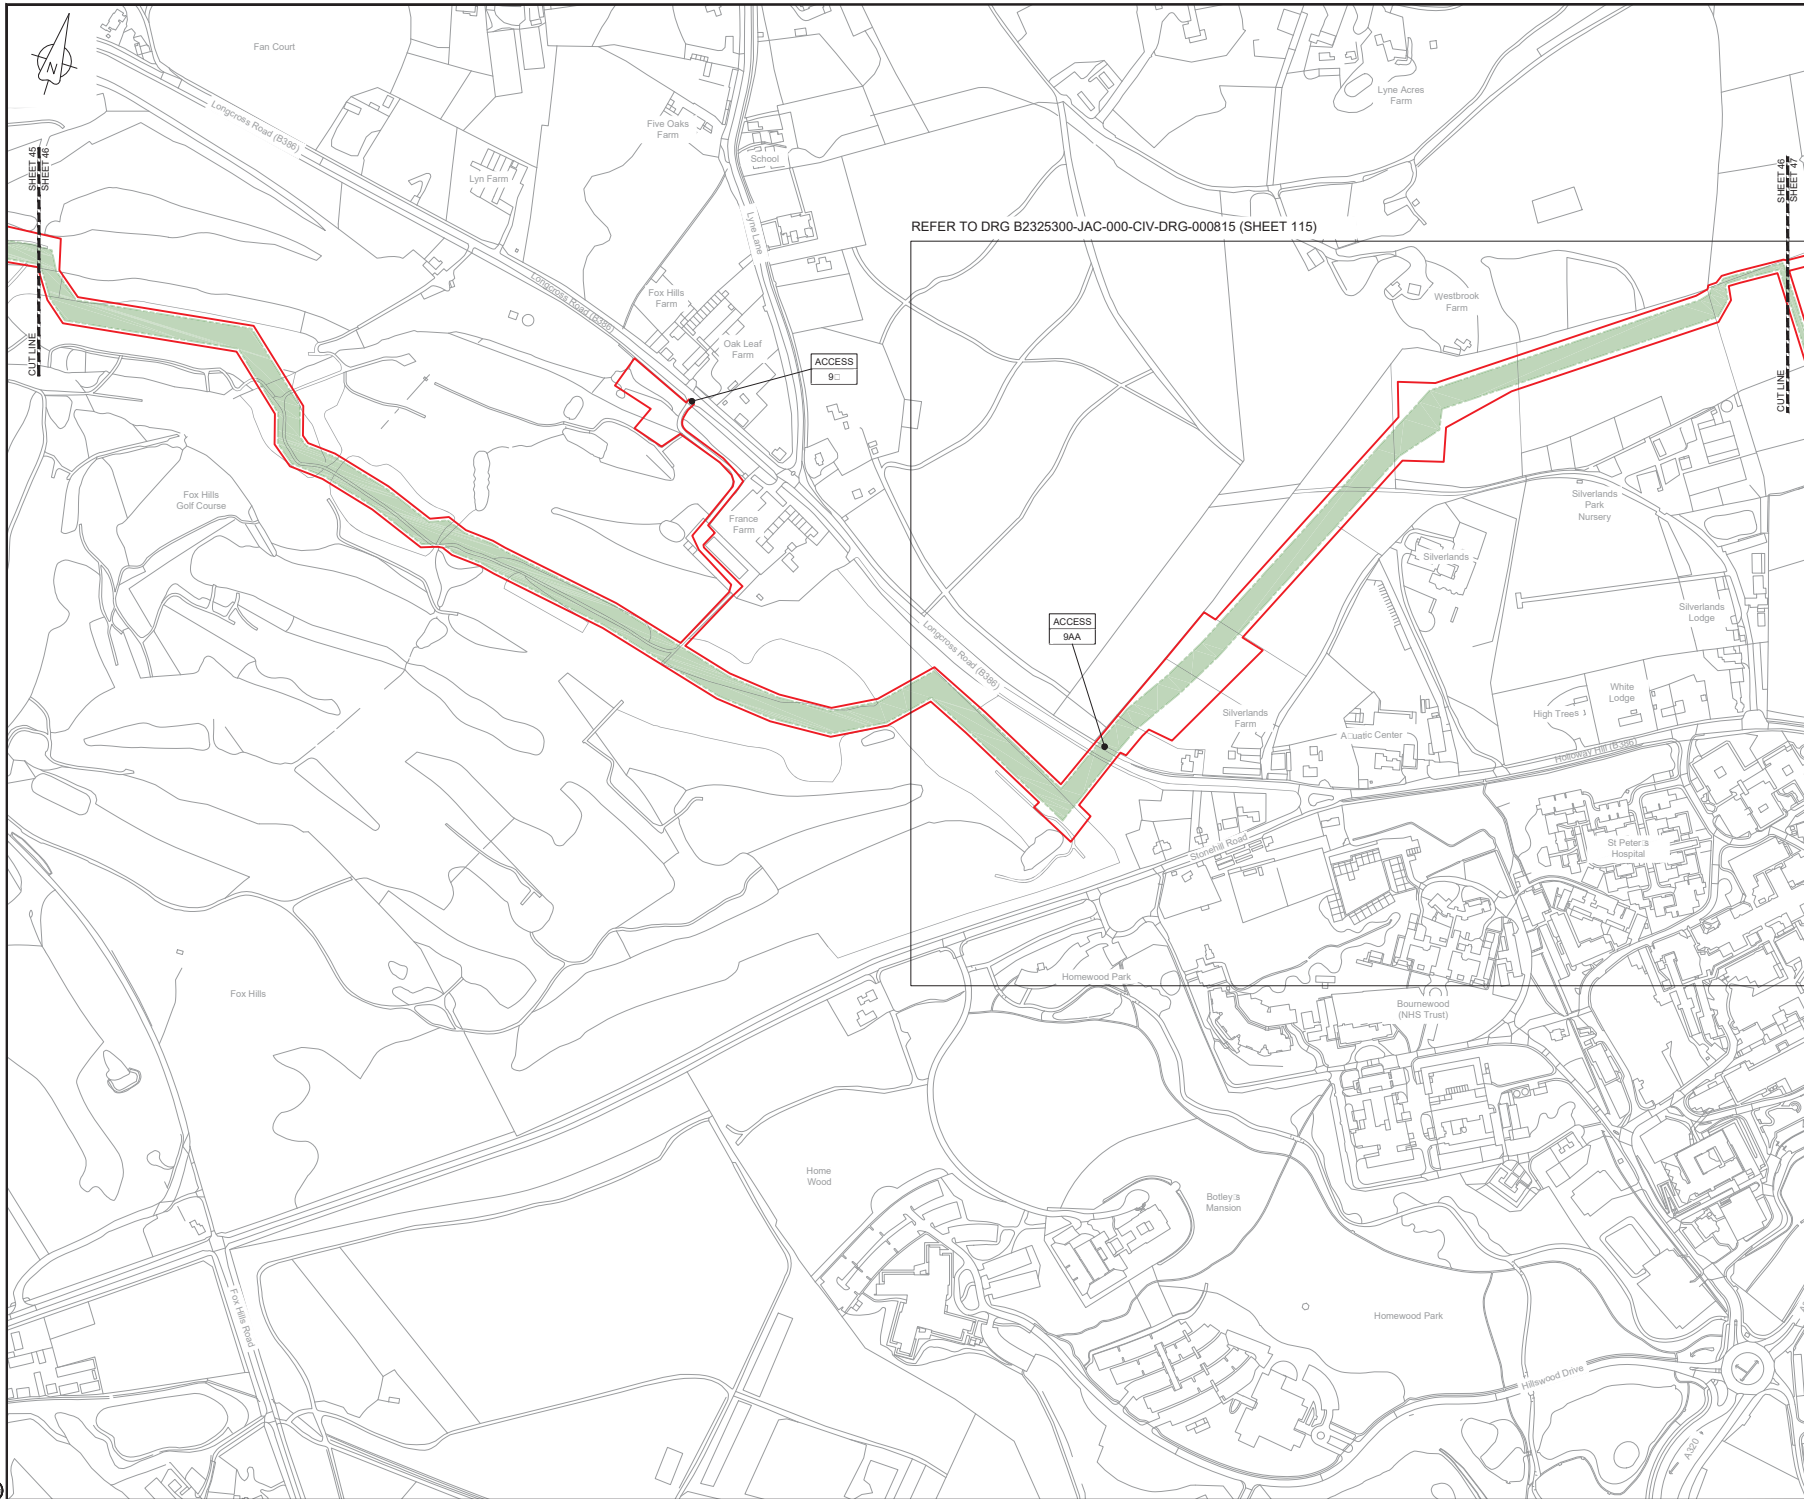 N
Fan Court
Longcross Road (B386)
Five Oaks
Farm
School
Lyn Farm
Lyne Lane
Lyne Acres
Farm
SHEET 45
SHEET 46
CUT LINE
SHEET 46
SHEET 47
CUT LINE
REFER TO DRG B2325300-JAC-000-CIV-DRG-000815 (SHEET 115)
Longcross Road (B386)
Fox Hills
Farm
Oak Leaf
Farm
ACCESS
9□
Westbrook
Farm
Fox Hills
Golf Course
France
Farm
Silverlands
Park
Nursery
Silverlands
Silverlands
Lodge
ACCESS
9AA
Longcross Road (B386)
White
Lodge
High Trees
Silverlands
Farm
A□uatic Center
Holloway Hill (B386)
Stonehill Road
St Peter□s
Hospital
Homewood Park
Fox Hills
Bournewood
(NHS Trust)
Home
Wood
Botley□s
Mansion
Fox Hills Road
Homewood Park
Hillswood Drive
A320